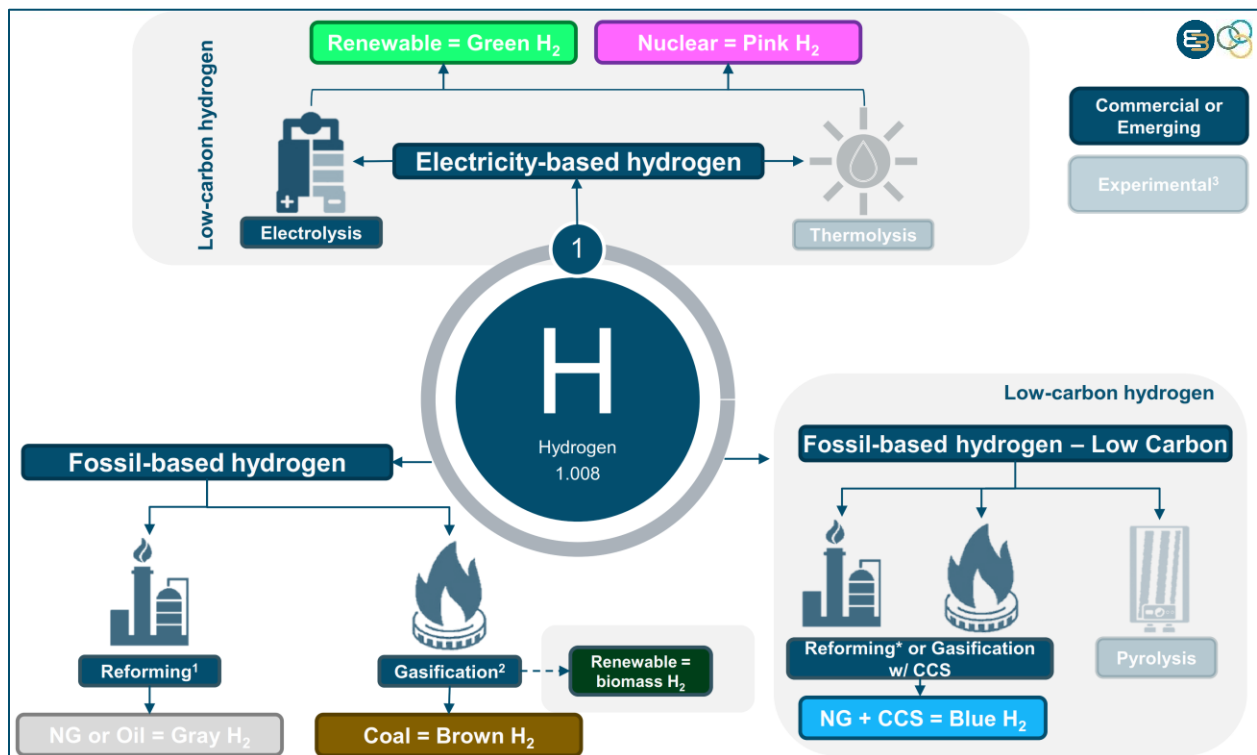 Renewable = Green H₂
Nuclear = Pink H₂
Low-carbon hydrogen
Commercial or
Emerging
Experimental³
Electricity-based hydrogen
Electrolysis
Thermolysis
1
H
Hydrogen
1.008
Low-carbon hydrogen
Fossil-based hydrogen
Fossil-based hydrogen – Low Carbon
Reforming¹
Gasification²
Renewable =
biomass H₂
Reforming* or Gasification
w/ CCS
Pyrolysis
NG or Oil = Gray H₂
Coal = Brown H₂
NG + CCS = Blue H₂